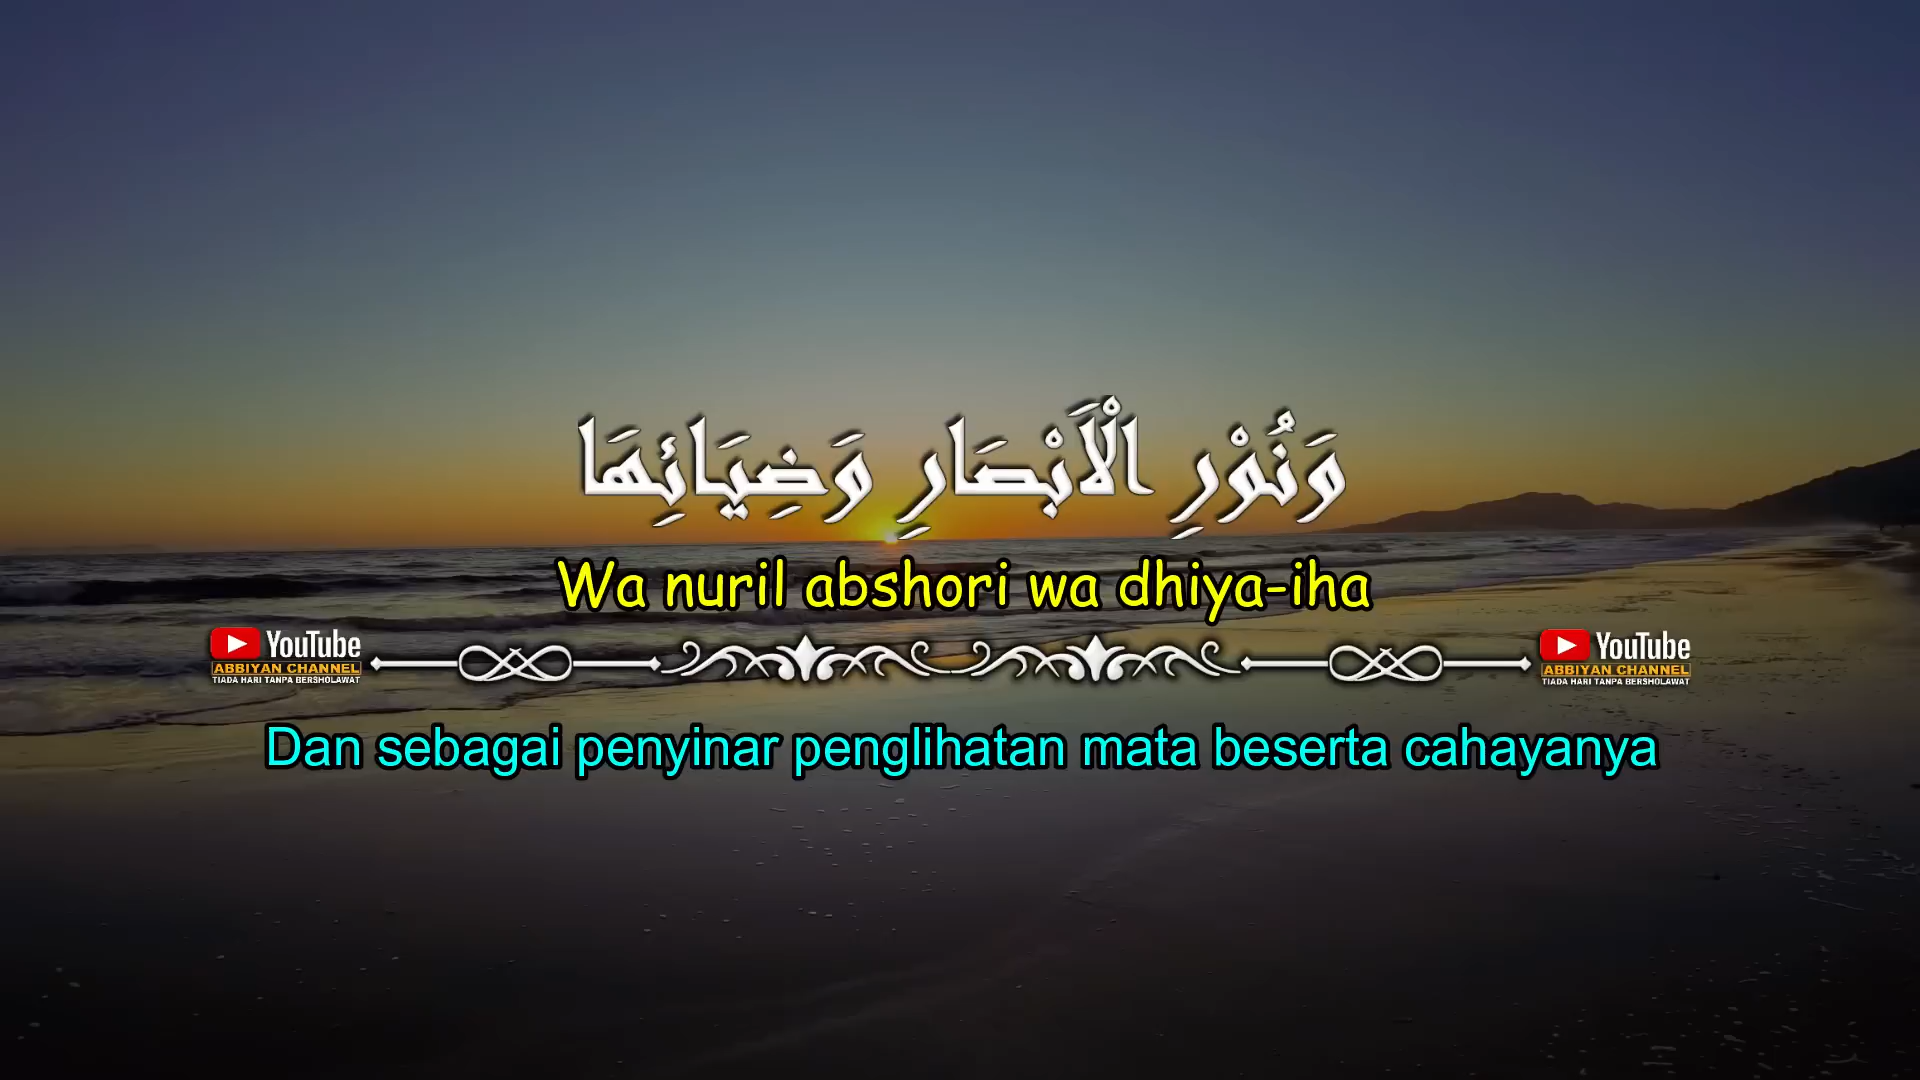 وَنُوْرِ الْاَبْصَارِ وَضِيَائِهَا
Wa nuril abshori wa dhiya-iha
YouTube
ABBIYAN CHANNEL
TIADA HARI TANPA BERSHOLAWAT
YouTube
ABBIYAN CHANNEL
TIADA HARI TANPA BERSHOLAWAT
Dan sebagai penyinar penglihatan mata beserta cahayanya